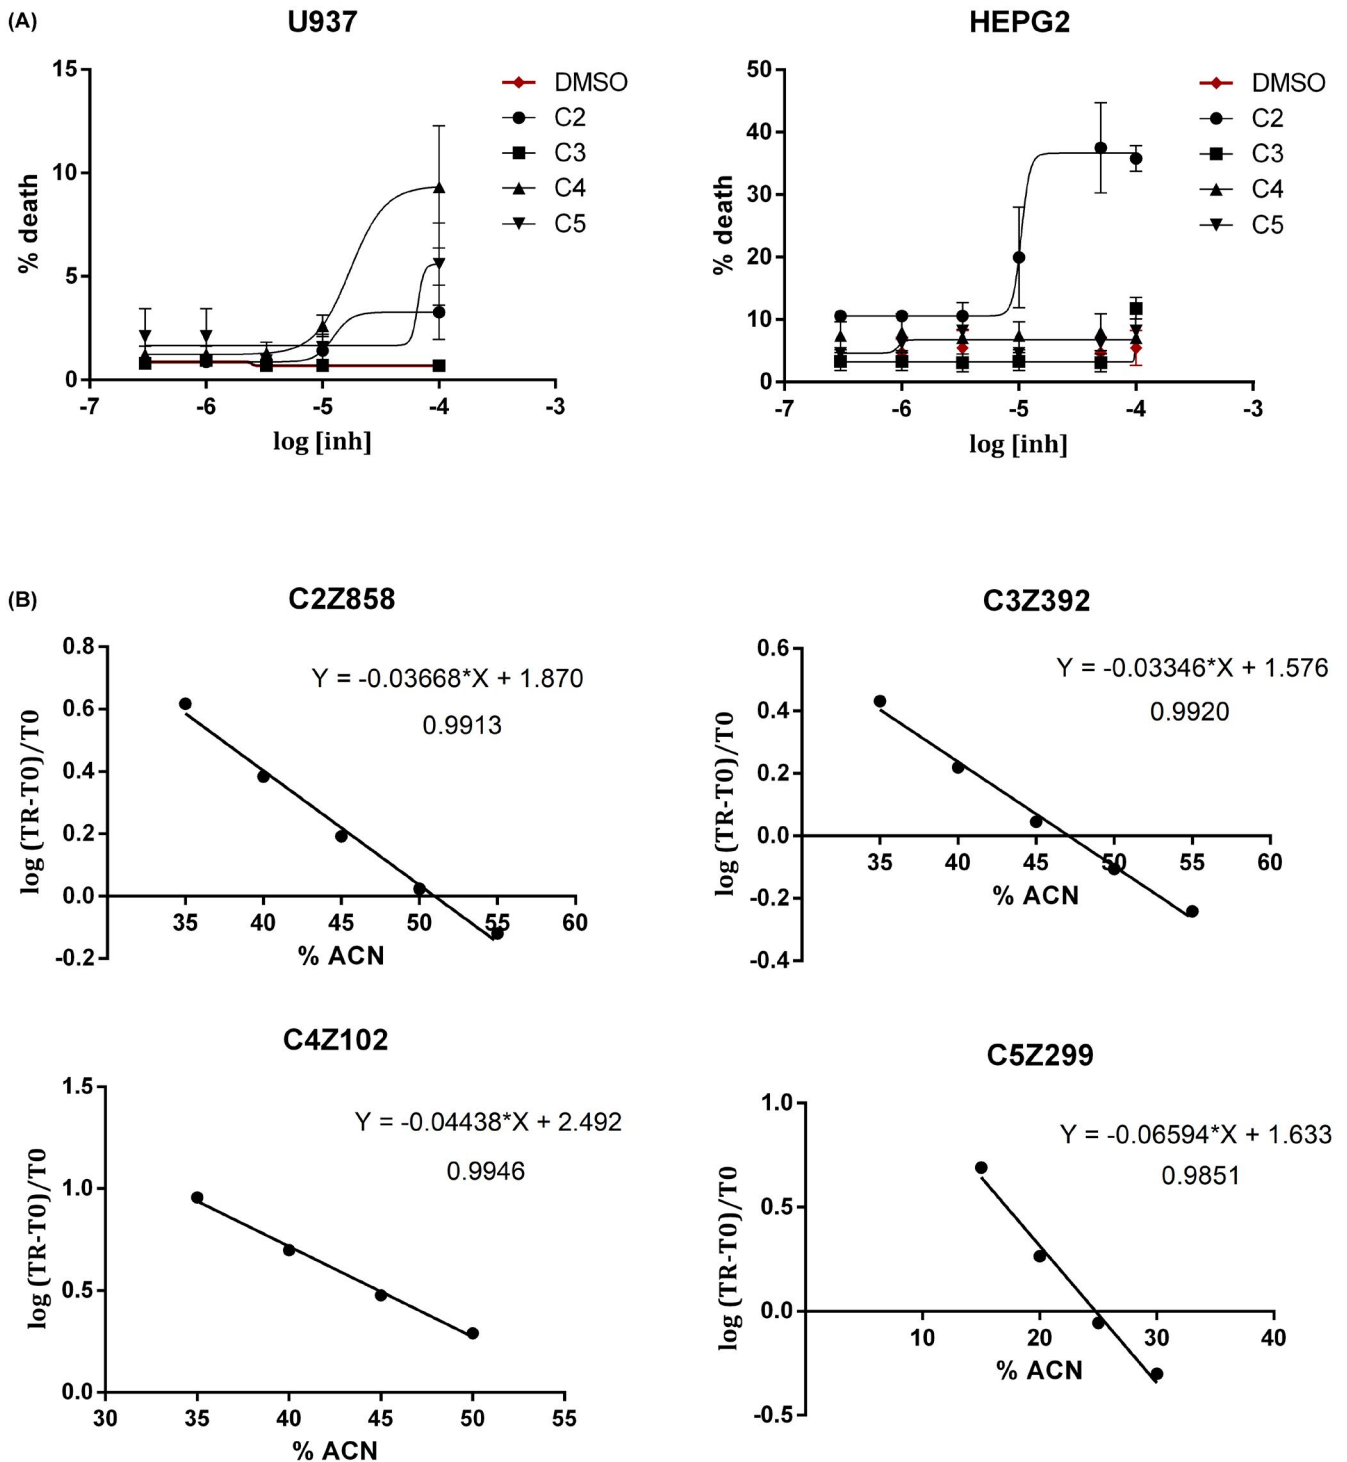 (A)
U937
15
10
5
0
-7 -6 -5 -4 -3
% death
log [inh]
DMSO
C2
C3
C4
C5
HEPG2
50
40
30
20
10
0
-7 -6 -5 -4 -3
% death
log [inh]
DMSO
C2
C3
C4
C5
(B)
C2Z858
Y = -0.03668*X + 1.870
0.9913
0.8
0.6
0.4
0.2
0.0
-0.2
35 40 45 50 55 60
log (TR-T0)/T0
% ACN
C3Z392
Y = -0.03346*X + 1.576
0.9920
0.6
0.4
0.2
0.0
-0.2
-0.4
35 40 45 50 55 60
log (TR-T0)/T0
% ACN
C4Z102
Y = -0.04438*X + 2.492
0.9946
1.5
1.0
0.5
0.0
30 35 40 45 50 55
log (TR-T0)/T0
% ACN
C5Z299
Y = -0.06594*X + 1.633
0.9851
1.0
0.5
0.0
-0.5
10 20 30 40
log (TR-T0)/T0
% ACN